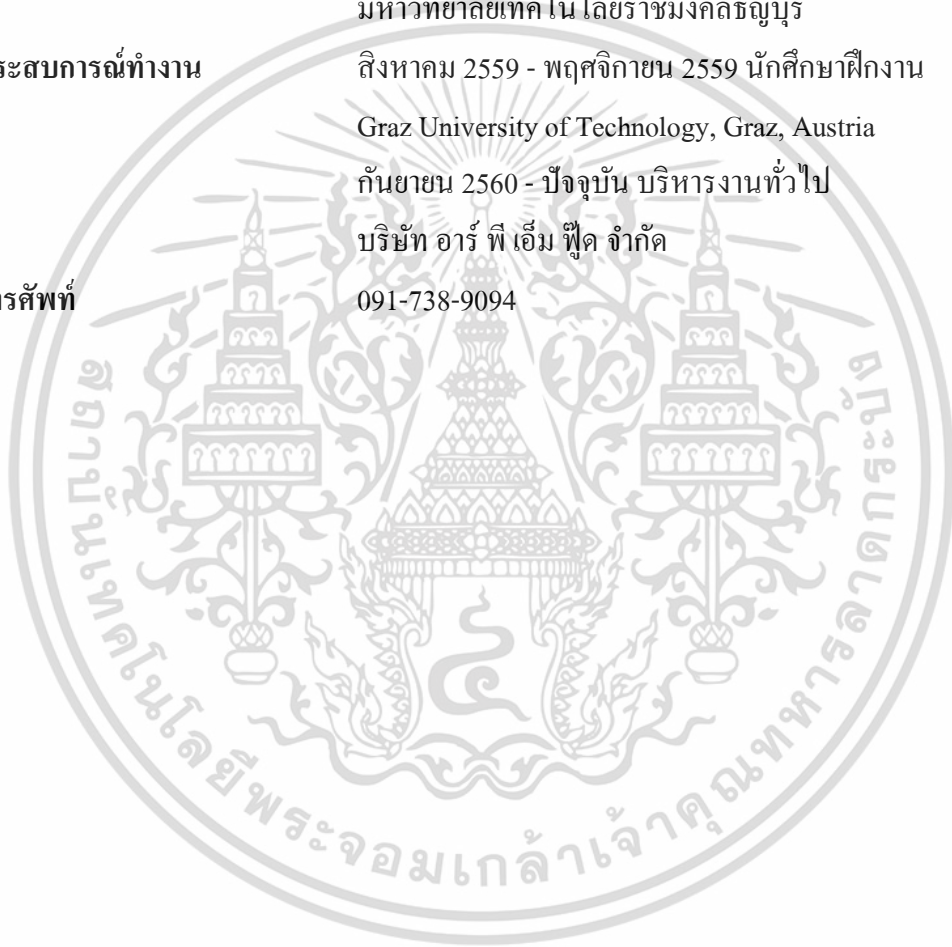 มหาวิทยาลัยเทคโนโลยีราชมงคลธัญบุรี
ระสบการณ์ทำงาน สิงหาคม 2559 - พฤศจิกายน 2559 นักศึกษาฝึกงาน
Graz University of Technology, Graz, Austria
กันยายน 2560 - ปัจจุบัน บริหารงานทั่วไป
บริษัท อาร์ พี เอ็ม ฟู๊ด จำกัด
รศัพท์ 091-738-9094
สถาบันเทคโนโลยีพระจอมเกล้าเจ้าคุณทหารลาดกระบัง
๔